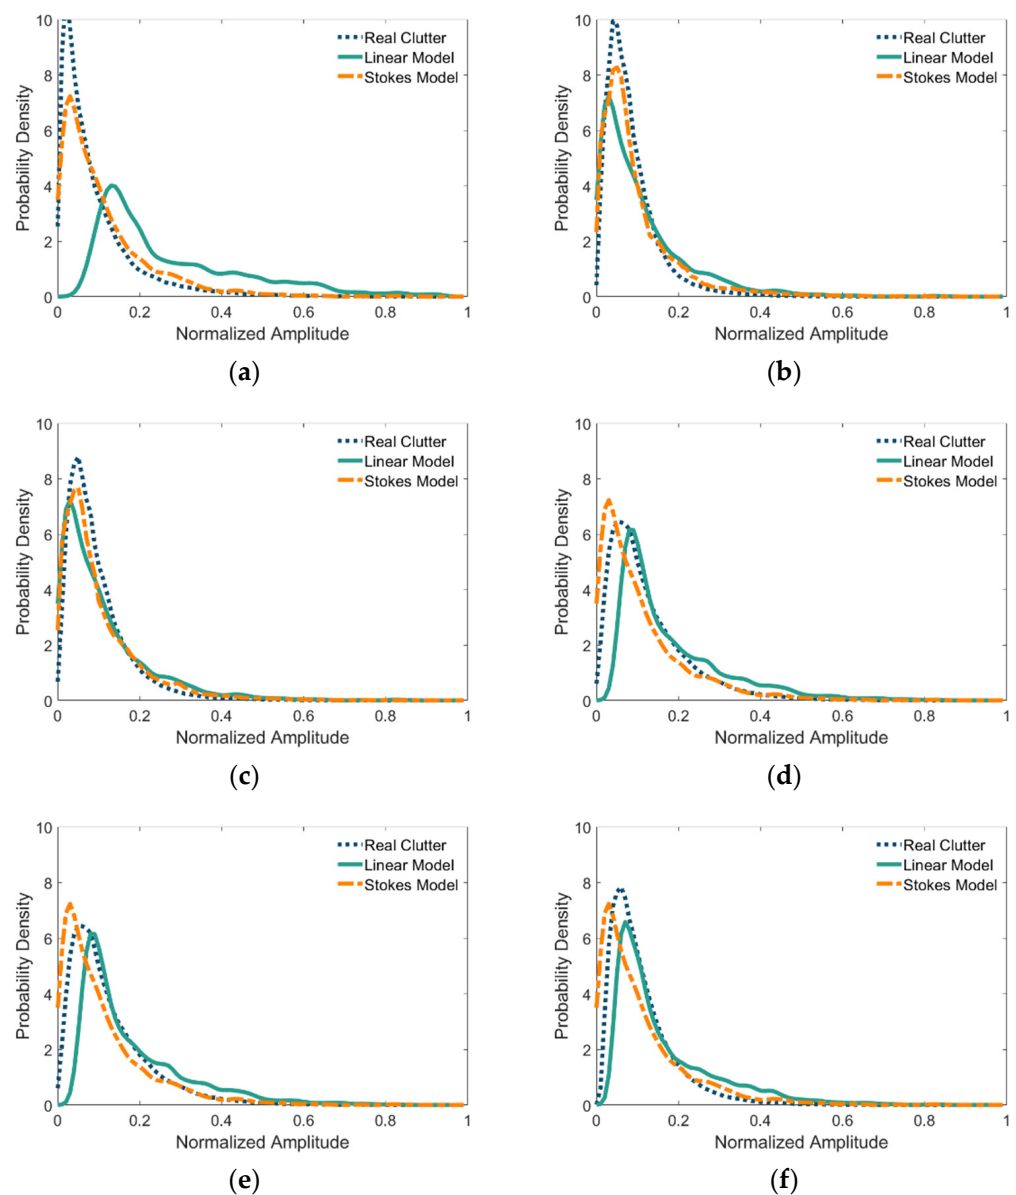 10
8
6
4
2
0
Probability Density
Real Clutter
Linear Model
Stokes Model
0 0.2 0.4 0.6 0.8 1
Normalized Amplitude
(a)
10
8
6
4
2
0
Probability Density
Real Clutter
Linear Model
Stokes Model
0 0.2 0.4 0.6 0.8 1
Normalized Amplitude
(b)
10
8
6
4
2
0
Probability Density
Real Clutter
Linear Model
Stokes Model
0 0.2 0.4 0.6 0.8 1
Normalized Amplitude
(c)
10
8
6
4
2
0
Probability Density
Real Clutter
Linear Model
Stokes Model
0 0.2 0.4 0.6 0.8 1
Normalized Amplitude
(d)
10
8
6
4
2
0
Probability Density
Real Clutter
Linear Model
Stokes Model
0 0.2 0.4 0.6 0.8 1
Normalized Amplitude
(e)
10
8
6
4
2
0
Probability Density
Real Clutter
Linear Model
Stokes Model
0 0.2 0.4 0.6 0.8 1
Normalized Amplitude
(f)